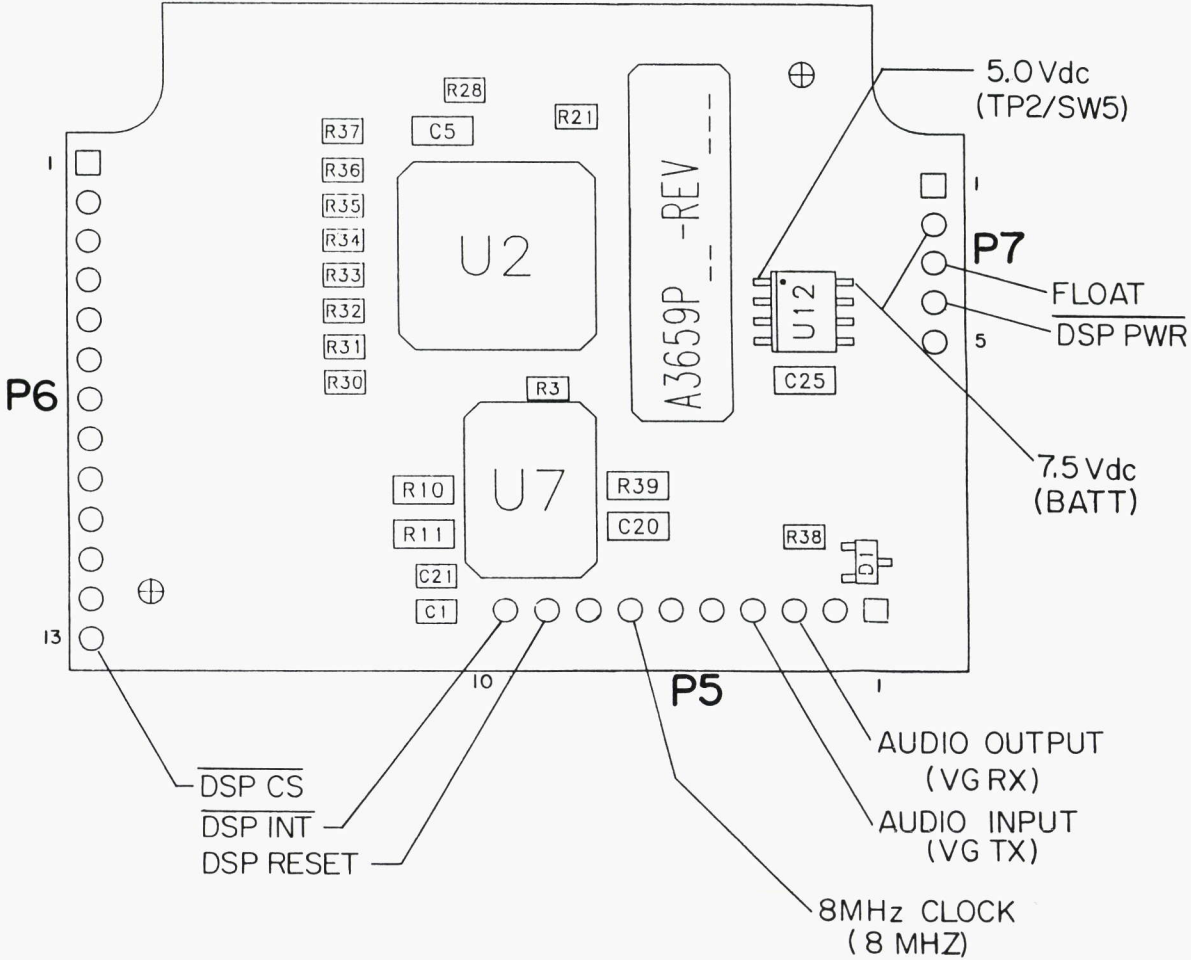 5.0 Vdc
(TP2/SW5)
R28
R21
R37
C5
1
R36
1
R35
R34
U2
P7
R33
A3659P__-REV____
FLOAT
R32
U12
DSP PWR
R31
5
R30
C25
P6
R3
7.5 Vdc
(BATT)
R10
U7
R39
R11
C20
R38
D1
C21
C1
13
10
P5
1
AUDIO OUTPUT
(VG RX)
DSP CS
DSP INT
AUDIO INPUT
(VG TX)
DSP RESET
8MHz CLOCK
(8 MHZ)